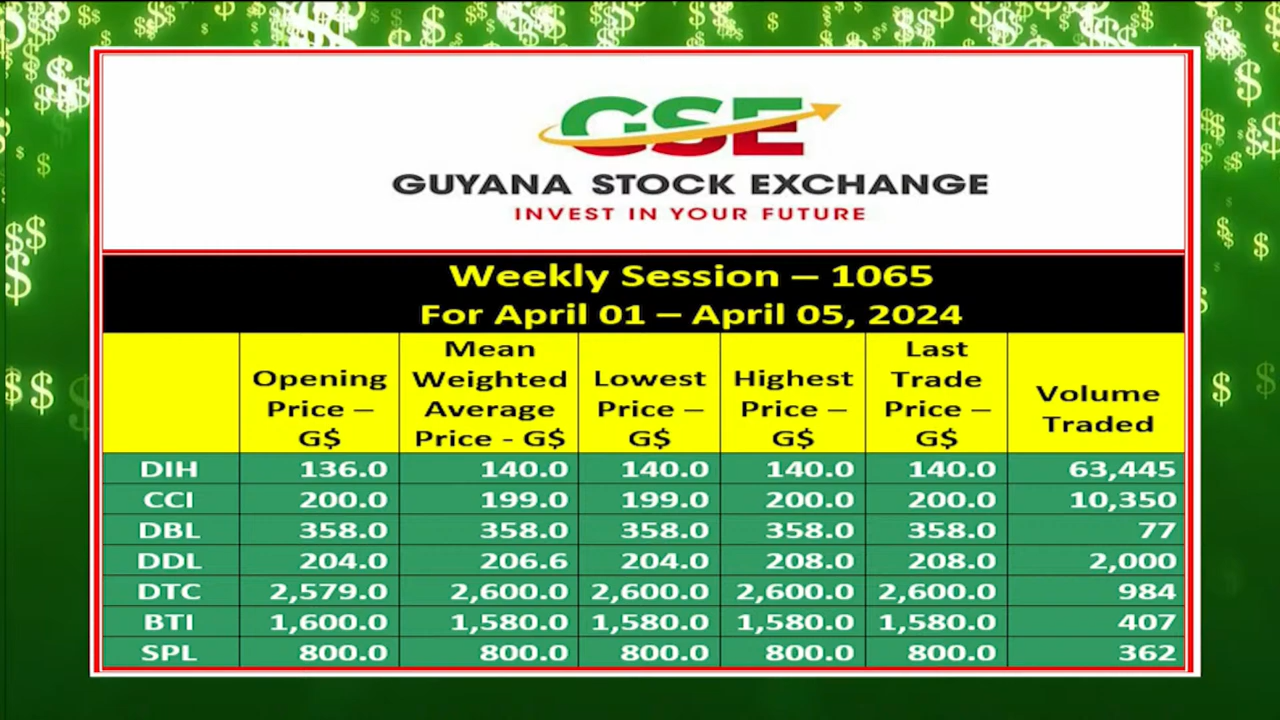 GSE
GUYANA STOCK EXCHANGE
INVEST IN YOUR FUTURE
Weekly Session – 1065
For April 01 – April 05, 2024
Opening Price – G$ Mean Weighted Average Price - G$ Lowest Price – G$ Highest Price – G$ Last Trade Price – G$ Volume Traded
DIH 136.0 140.0 140.0 140.0 140.0 63,445
CCI 200.0 199.0 199.0 200.0 200.0 10,350
DBL 358.0 358.0 358.0 358.0 358.0 77
DDL 204.0 206.6 204.0 208.0 208.0 2,000
DTC 2,579.0 2,600.0 2,600.0 2,600.0 2,600.0 984
BTI 1,600.0 1,580.0 1,580.0 1,580.0 1,580.0 407
SPL 800.0 800.0 800.0 800.0 800.0 362